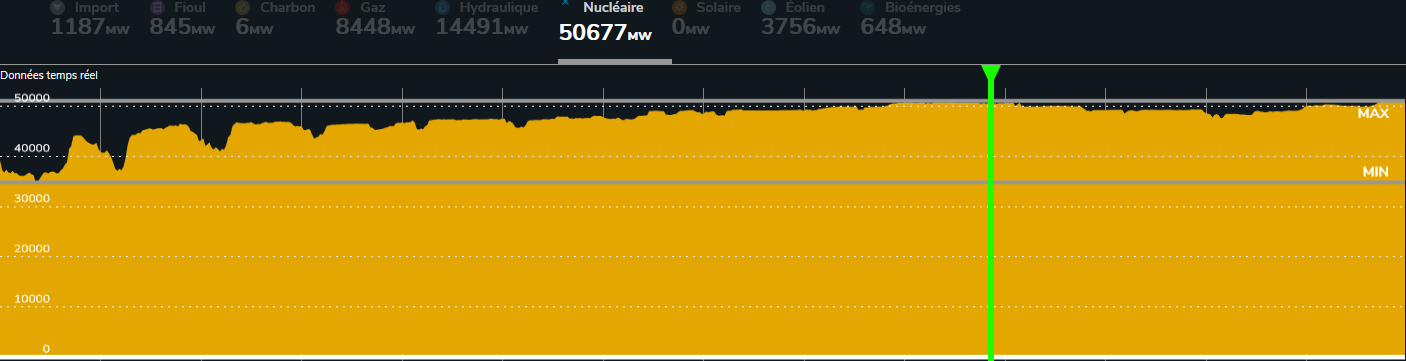 Import Fioul Charbon Gaz Hydraulique Nucléaire Solaire Éolien Bioénergies
1187MW 845MW 6MW 8448MW 14491MW 50677MW 0MW 3756MW 648MW
Données temps réel
50000
MAX
40000
MIN
30000
20000
10000
0